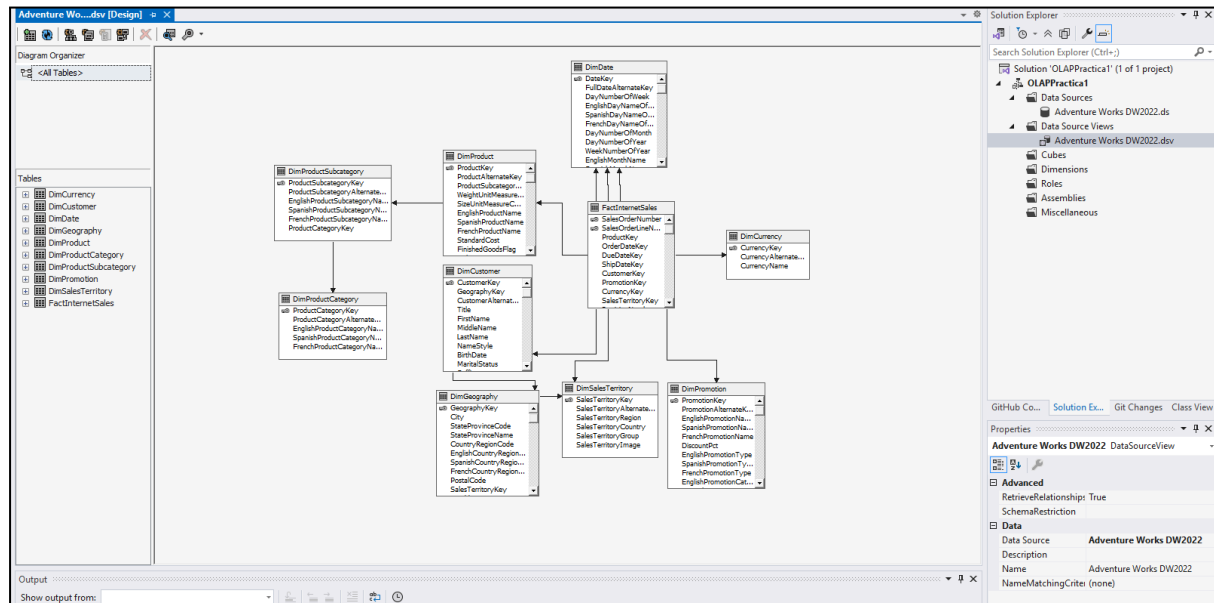 Adventure Wo....dsv [Design]
Diagram Organizer
<All Tables>
Tables
DimCurrency
DimCustomer
DimDate
DimGeography
DimProduct
DimProductCategory
DimProductSubcategory
DimPromotion
DimSalesTerritory
FactInternetSales
DimProductSubcategory
ProductSubcategoryKey
ProductSubcategoryAlternate...
EnglishProductSubcategoryNa...
SpanishProductSubcategoryN...
FrenchProductSubcategoryNa...
ProductCategoryKey
DimProductCategory
ProductCategoryKey
ProductCategoryAlternate...
EnglishProductCategoryNa...
SpanishProductCategoryN...
FrenchProductCategoryNa...
DimProduct
ProductKey
ProductAlternateKey
ProductSubcategor...
WeightUnitMeasure...
SizeUnitMeasureC...
EnglishProductName
SpanishProductName
FrenchProductName
StandardCost
FinishedGoodsFlag
DimCustomer
CustomerKey
GeographyKey
CustomerAlternat...
Title
FirstName
MiddleName
LastName
NameStyle
BirthDate
MaritalStatus
DimGeography
GeographyKey
City
StateProvinceCode
StateProvinceName
CountryRegionCode
EnglishCountryRegio...
SpanishCountryRegio...
FrenchCountryRegion...
PostalCode
SalesTerritoryKey
DimDate
DateKey
FullDateAlternateKey
DayNumberOfWeek
EnglishDayNameOf...
SpanishDayNameO...
FrenchDayNameOf...
DayNumberOfMonth
DayNumberOfYear
WeekNumberOfYear
EnglishMonthName
FactInternetSales
SalesOrderNumber
SalesOrderLineN...
ProductKey
OrderDateKey
DueDateKey
ShipDateKey
CustomerKey
PromotionKey
CurrencyKey
SalesTerritoryKey
DimSalesTerritory
SalesTerritoryKey
SalesTerritoryAlternate...
SalesTerritoryRegion
SalesTerritoryCountry
SalesTerritoryGroup
SalesTerritoryImage
DimCurrency
CurrencyKey
CurrencyAlternate...
CurrencyName
DimPromotion
PromotionKey
PromotionAlternateK...
EnglishPromotionNa...
SpanishPromotionNa...
FrenchPromotionName
DiscountPct
EnglishPromotionType
SpanishPromotionTy...
FrenchPromotionType
EnglishPromotionCat...
Output
Show output from:
Solution Explorer
Search Solution Explorer (Ctrl+;)
Solution 'OLAPPractica1' (1 of 1 project)
OLAPPractica1
Data Sources
Adventure Works DW2022.ds
Data Source Views
Adventure Works DW2022.dsv
Cubes
Dimensions
Roles
Assemblies
Miscellaneous
GitHub Co... Solution Ex... Git Changes Class View
Properties
Adventure Works DW2022 DataSourceView
Advanced
RetrieveRelationships True
SchemaRestriction
Data
Data Source Adventure Works DW2022
Description
Name Adventure Works DW2022
NameMatchingCriter (none)